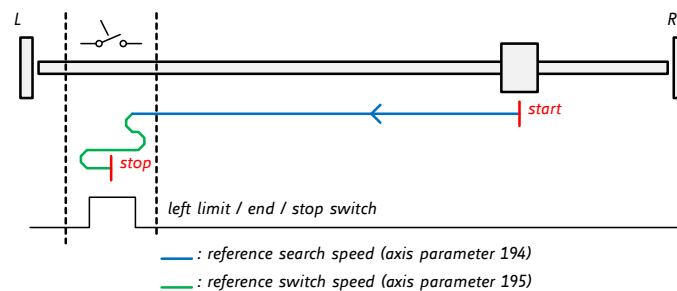 L
R
start
stop
left limit / end / stop switch
: reference search speed (axis parameter 194)
: reference switch speed (axis parameter 195)